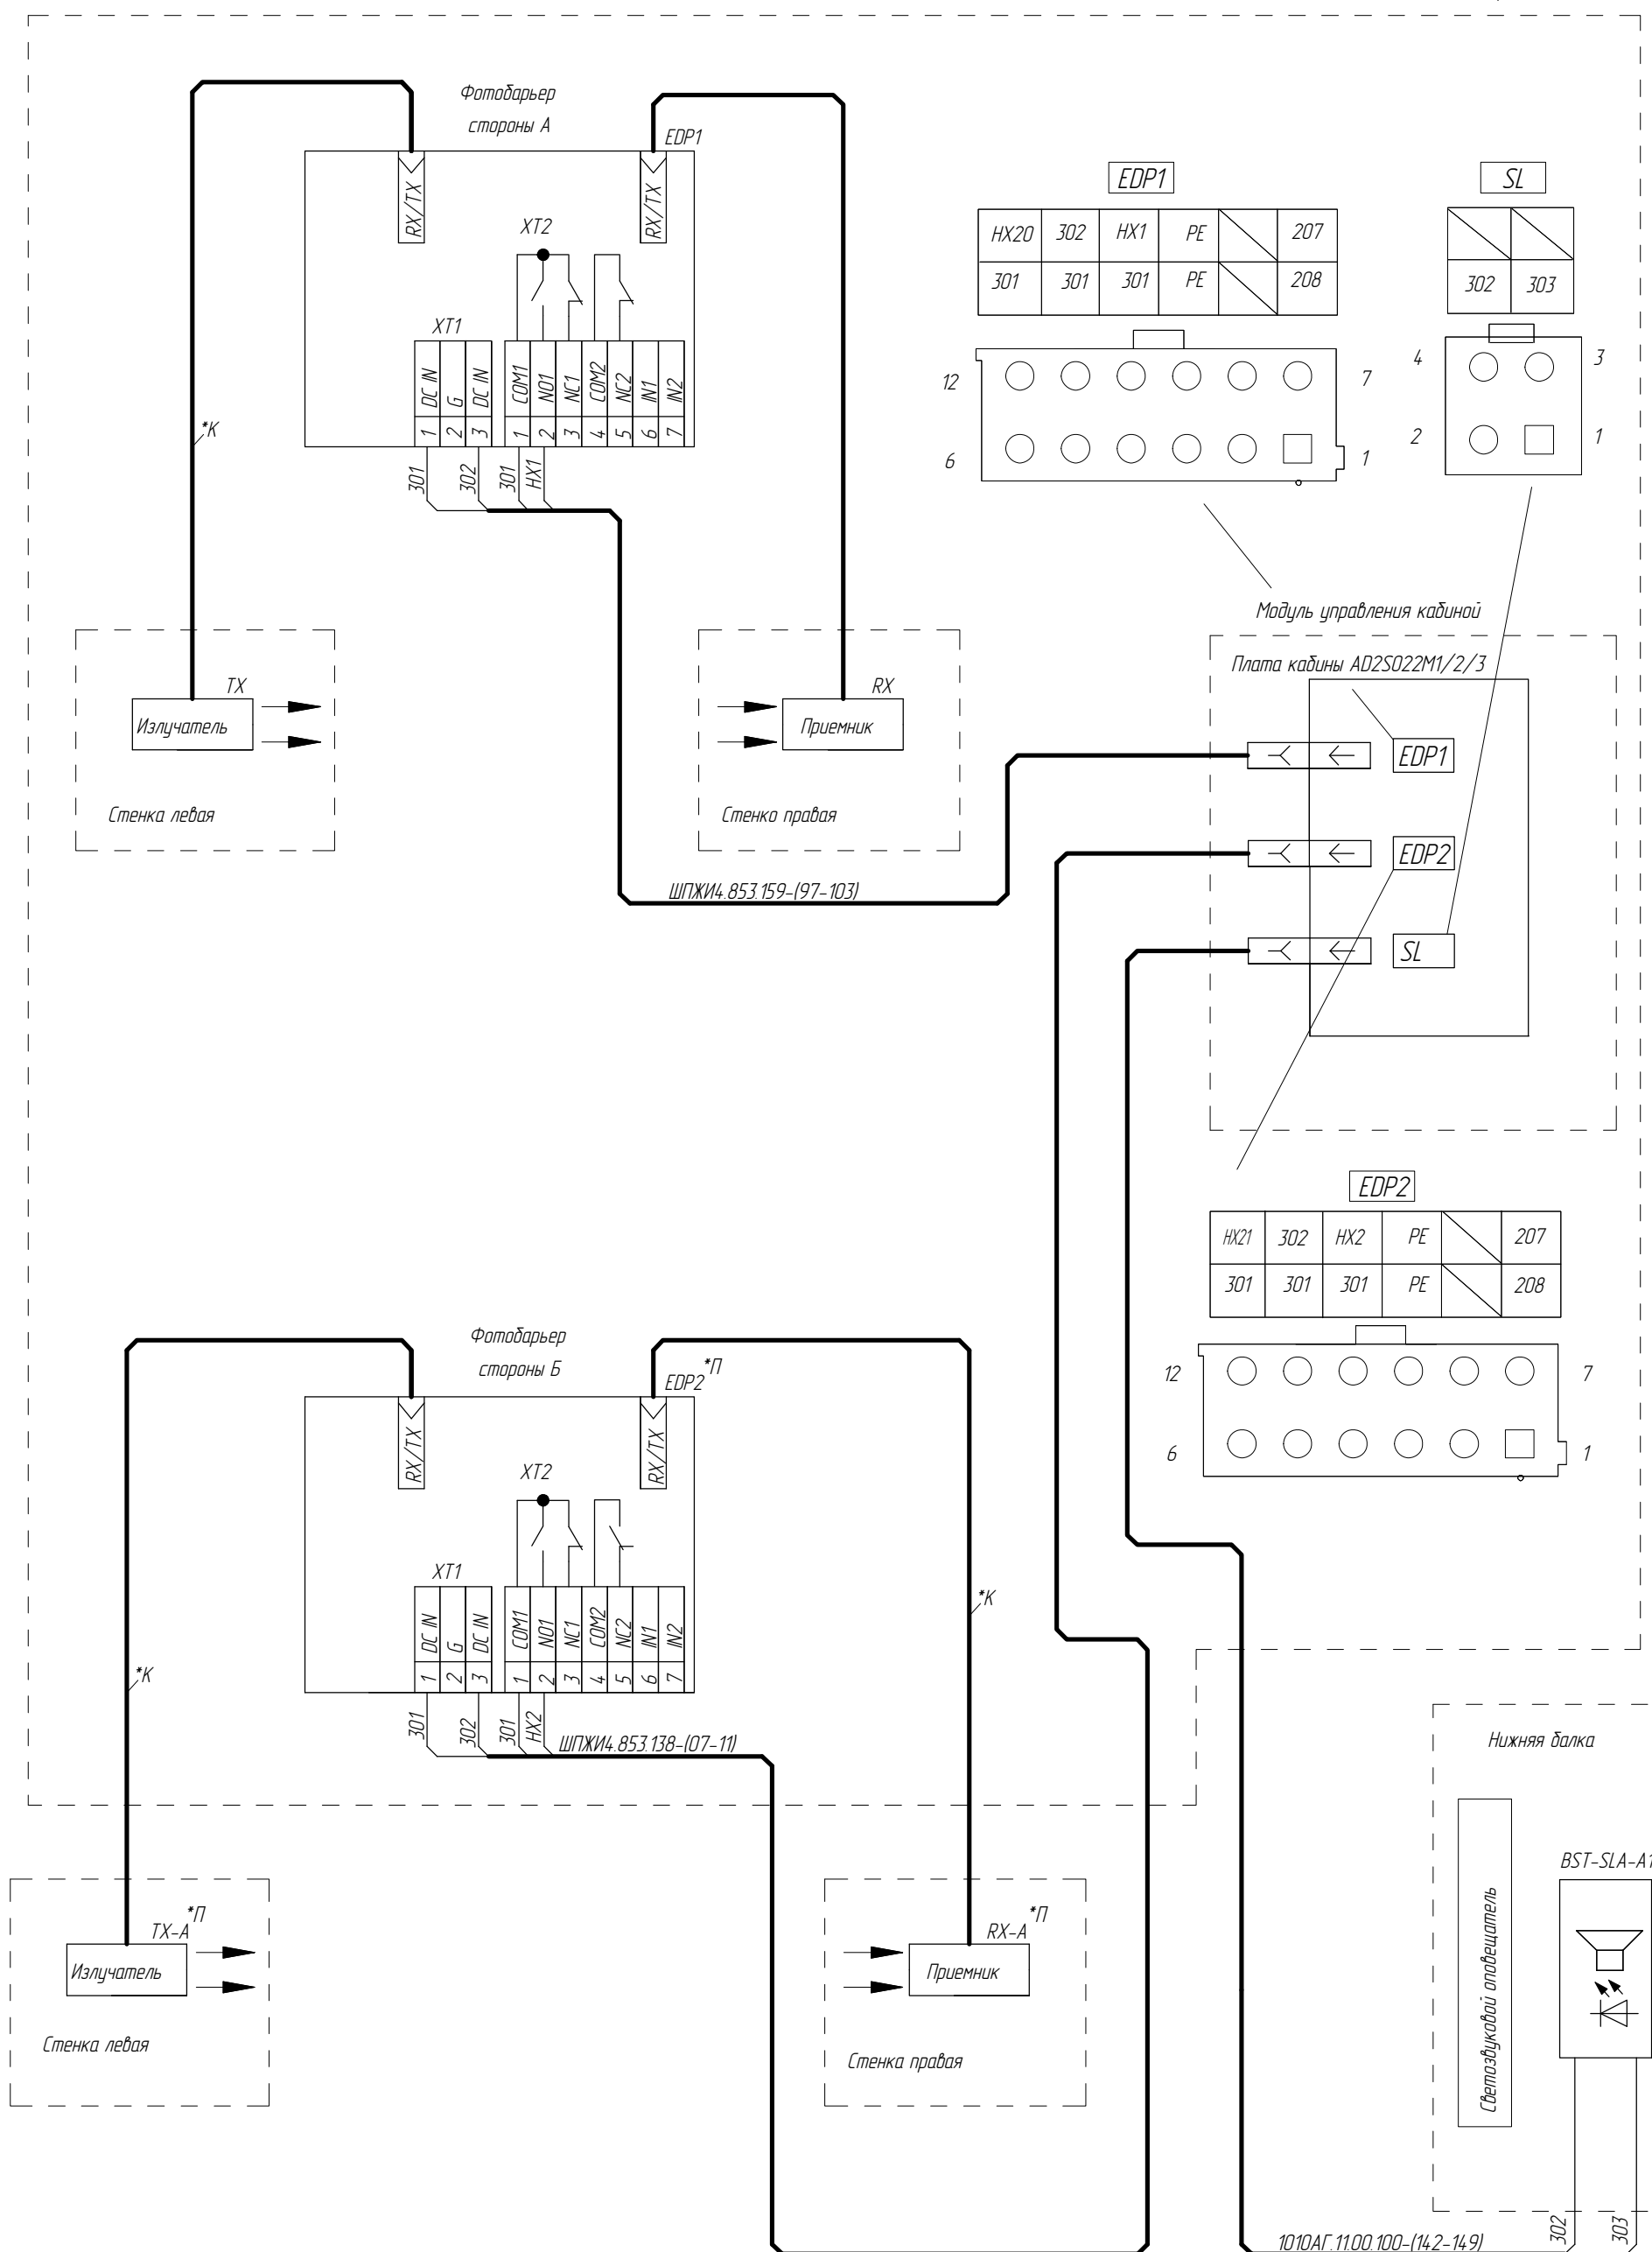 Фотобарьер
стороны А
EDP1
RX/TX
RX/TX
XT2
XT1
DC IN
G
DC IN
COM1
NO1
NC1
COM2
NC2
IN1
IN2
1
2
3
1
2
3
4
5
6
7
301
302
301
HX1
*К
TX
Излучатель
Стенка левая
RX
Приемник
Стенко правая
ШПЖИ4.853.159-(97-103)
EDP1
HX20 302 HX1 PE 207
301 301 301 PE 208
12 7
6 1
SL
302 303
4 3
2 1
Модуль управления кабиной
Плата кабины AD2S022M1/2/3
EDP1
EDP2
SL
EDP2
HX21 302 HX2 PE 207
301 301 301 PE 208
12 7
6 1
Фотобарьер
стороны Б
EDP2 *П
RX/TX
RX/TX
XT2
XT1
DC IN
G
DC IN
COM1
NO1
NC1
COM2
NC2
IN1
IN2
1
2
3
1
2
3
4
5
6
7
301
302
301
HX2
*К
*К
ШПЖИ4.853.138-(07-11)
TX-A *П
Излучатель
Стенка левая
RX-A *П
Приемник
Стенка правая
Нижняя балка
BST-SLA-A1
Светозвуковой оповещатель
302
303
1010АГ.11.00.100-(142-149)